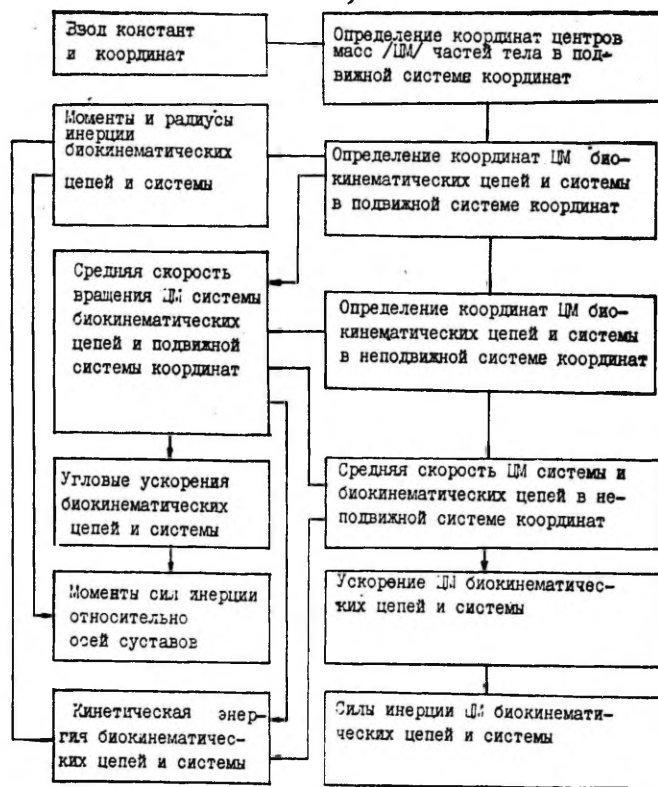 Ввод констант
и координат
Определение координат центров
масс /ЦМ/ частей тела в под-
вижной системе координат
Моменты и радиусы
инерции
биокинематических
цепей и системы
Определение координат ЦМ био-
кинематических цепей и системы
в подвижной системе координат
Средняя скорость
вращения ЦМ системы
биокинематических
цепей и подвижной
системы координат
Определение координат ЦМ био-
кинематических цепей и системы
в неподвижной системе координат
Угловые ускорения
биокинематических
цепей и системы
Средняя скорость ЦМ системы и
биокинематических цепей в не-
подвижной системе координат
Моменты сил инерции
относительно
осей суставов
Ускорение ЦМ биокинематичес-
ких цепей и системы
Кинетическая энер-
гия биокинематичес-
ких цепей и системы
Силы инерции ЦМ биокинемати-
ческих цепей и системы